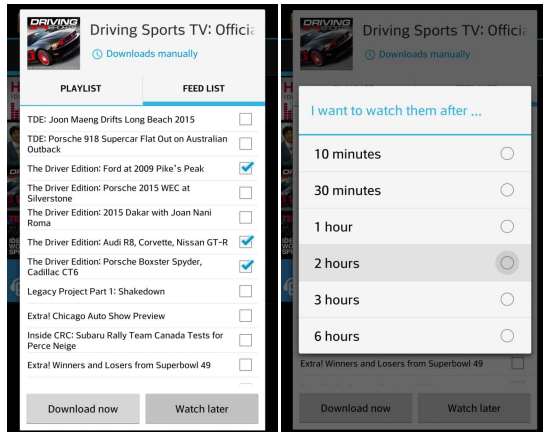 DRIVING
Driving Sports TV: Officia
Downloads manually
PLAYLIST
FEED LIST
TDE: Joon Maeng Drifts Long Beach 2015
TDE: Porsche 918 Supercar Flat Out on Australian
Outback
The Driver Edition: Ford at 2009 Pike's Peak
The Driver Edition: Porsche 2015 WEC at
Silverstone
The Driver Edition: 2015 Dakar with Joan Nani
Roma
The Driver Edition: Audi R8, Corvette, Nissan GT-R
The Driver Edition: Porsche Boxster Spyder,
Cadillac CT6
Legacy Project Part 1: Shakedown
Extra! Chicago Auto Show Preview
Inside CRC: Subaru Rally Team Canada Tests for
Perce Neige
Extra! Winners and Losers from Superbowl 49
Download now
Watch later
DRIVING
Driving Sports TV: Officia
Downloads manually
I want to watch them after ...
10 minutes
30 minutes
1 hour
2 hours
3 hours
6 hours
Extra! Winners and Losers from Superbowl 49
Download now
Watch later